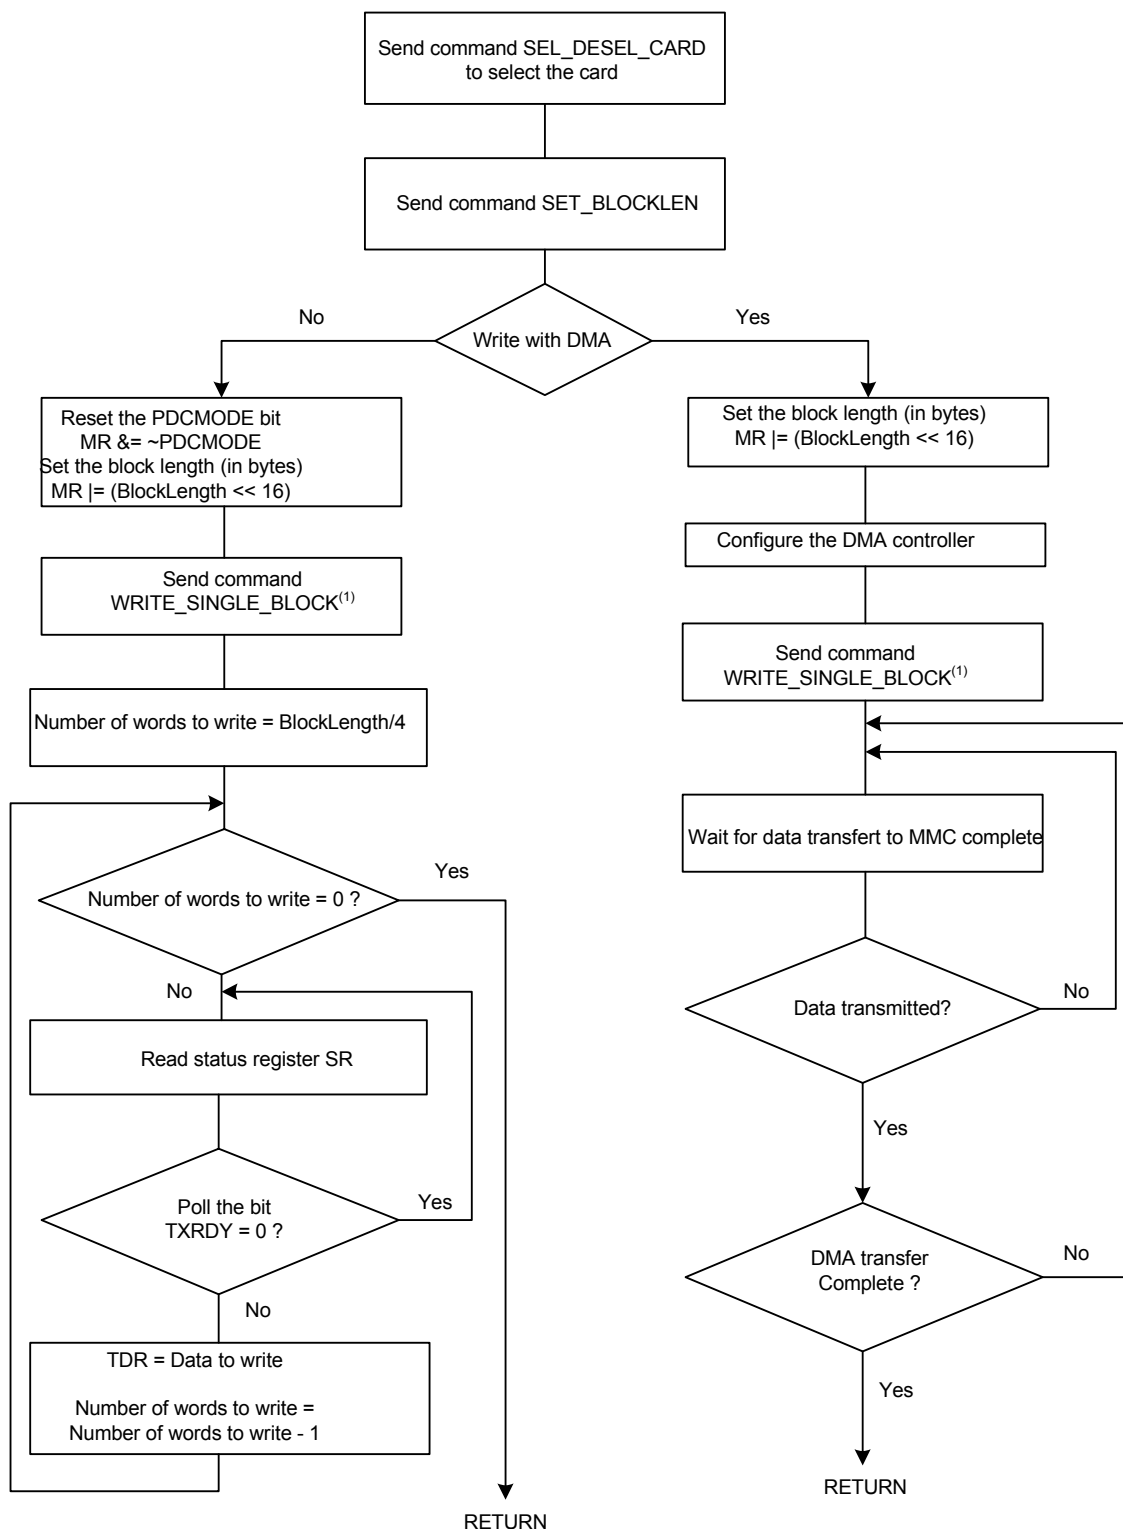 Send command SEL_DESEL_CARD
to select the card
Send command SET_BLOCKLEN
Write with DMA
No
Yes
Reset the PDCMODE bit
MR &= ~PDCMODE
Set the block length (in bytes)
MR |= (BlockLength << 16)
Send command
WRITE_SINGLE_BLOCK(1)
Number of words to write = BlockLength/4
Number of words to write = 0 ?
Yes
No
Read status register SR
Poll the bit
TXRDY = 0 ?
Yes
No
TDR = Data to write
Number of words to write =
Number of words to write - 1
RETURN
Set the block length (in bytes)
MR |= (BlockLength << 16)
Configure the DMA controller
Send command
WRITE_SINGLE_BLOCK(1)
Wait for data transfert to MMC complete
Data transmitted?
No
Yes
DMA transfer
Complete ?
No
Yes
RETURN